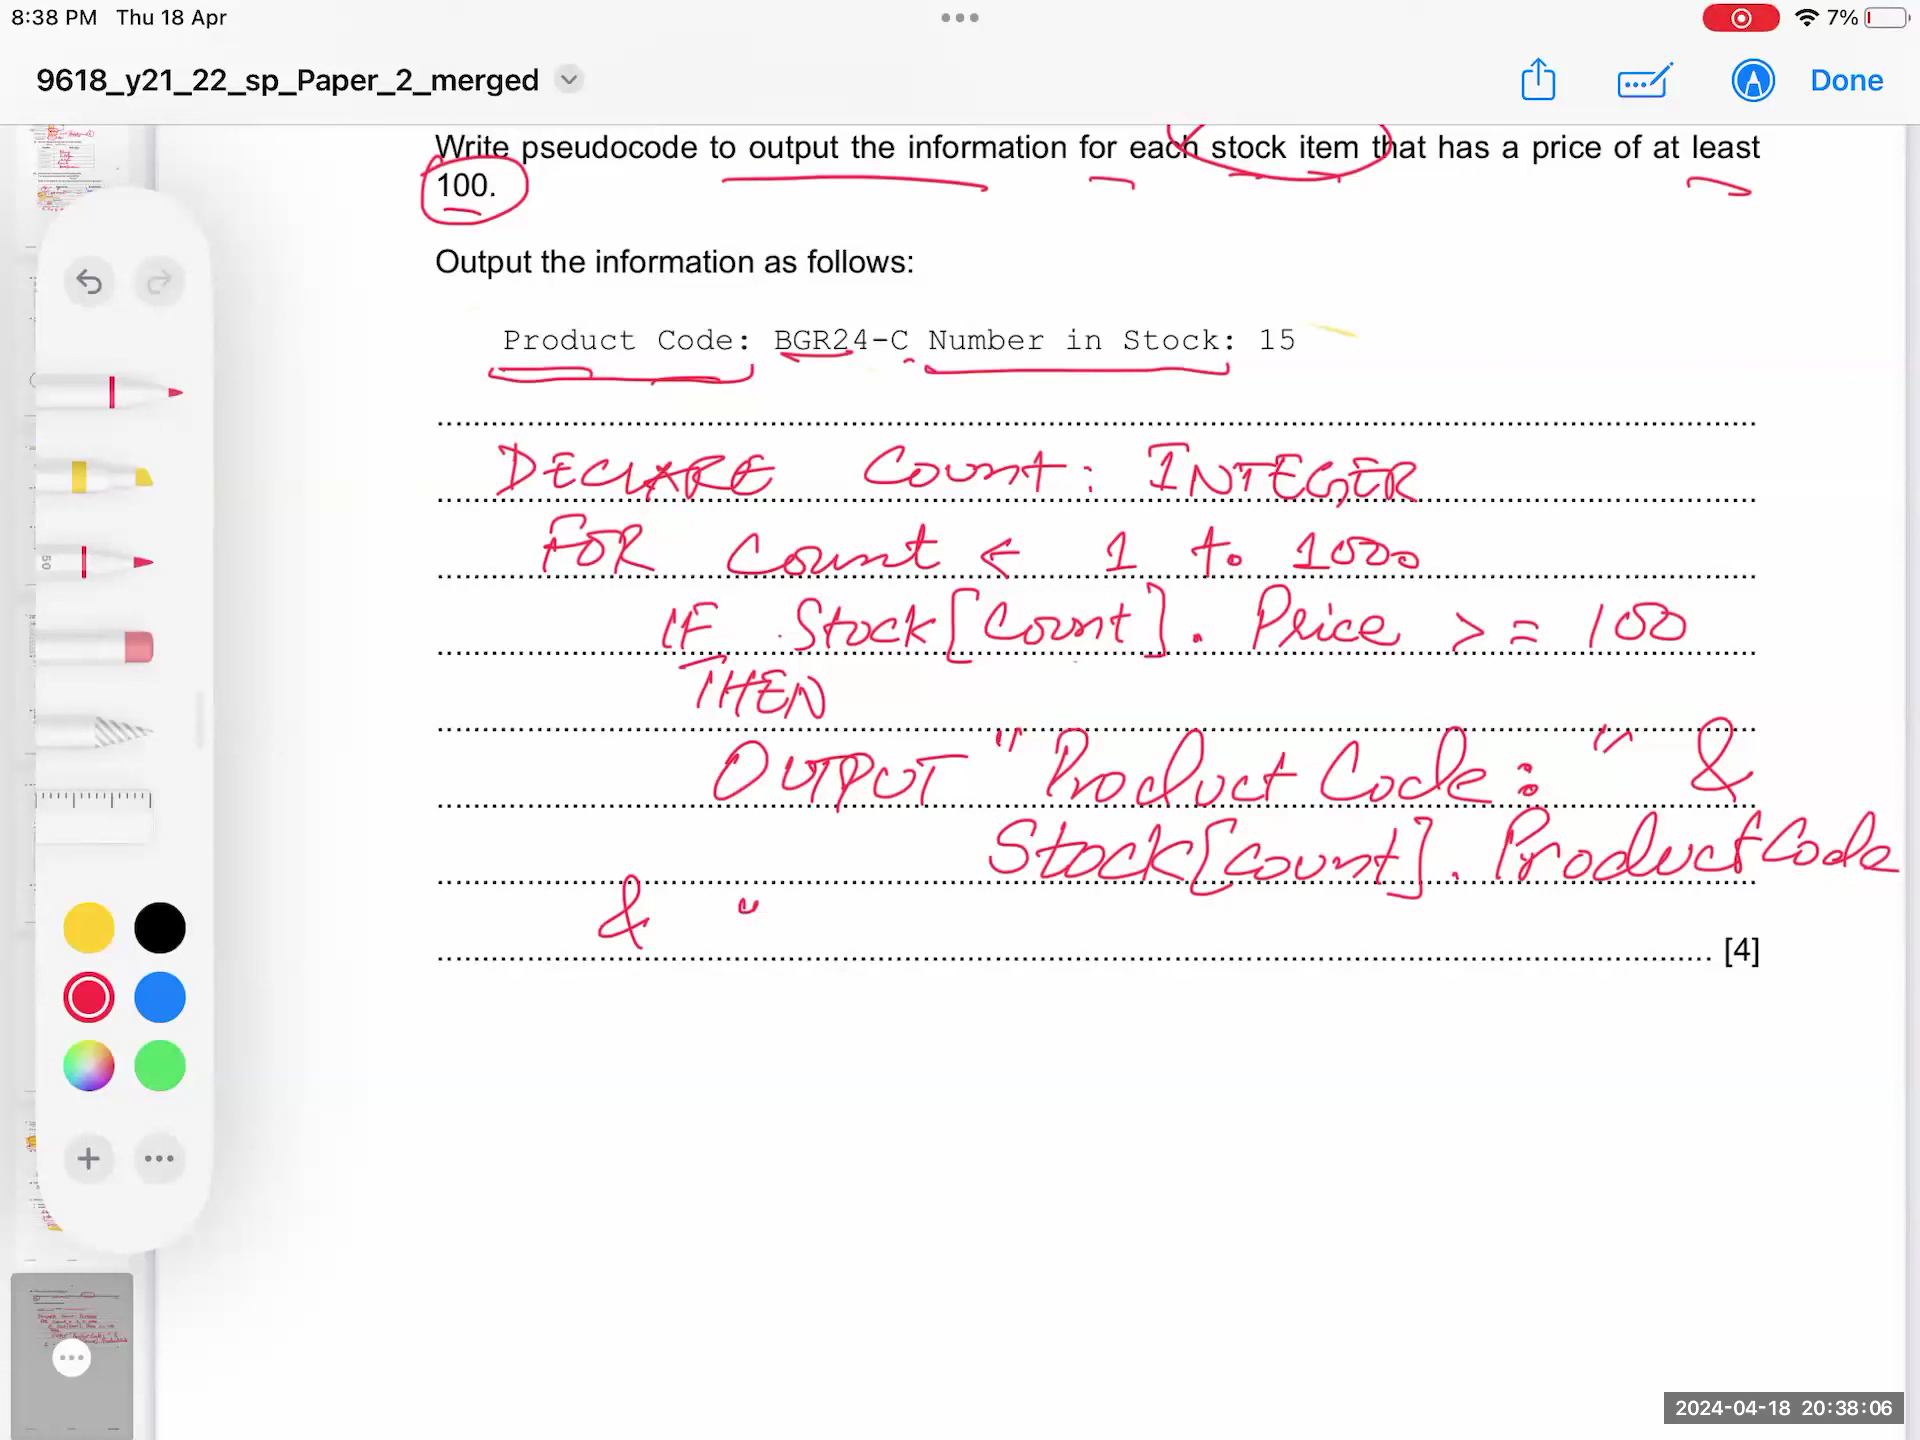 8:38 PM Thu 18 Apr
7%
9618_y21_22_sp_Paper_2_merged
Done
Write pseudocode to output the information for each stock item that has a price of at least
100.
Output the information as follows:
Product Code: BGR24-C Number in Stock: 15
DECLARE Count : INTEGER
FOR Count ← 1 to 1000
IF Stock[Count]. Price >= 100
THEN
OUTPUT "Product Code: " &
Stock[count]. ProductCode
& "
[4]
50
2024-04-18 20:38:06